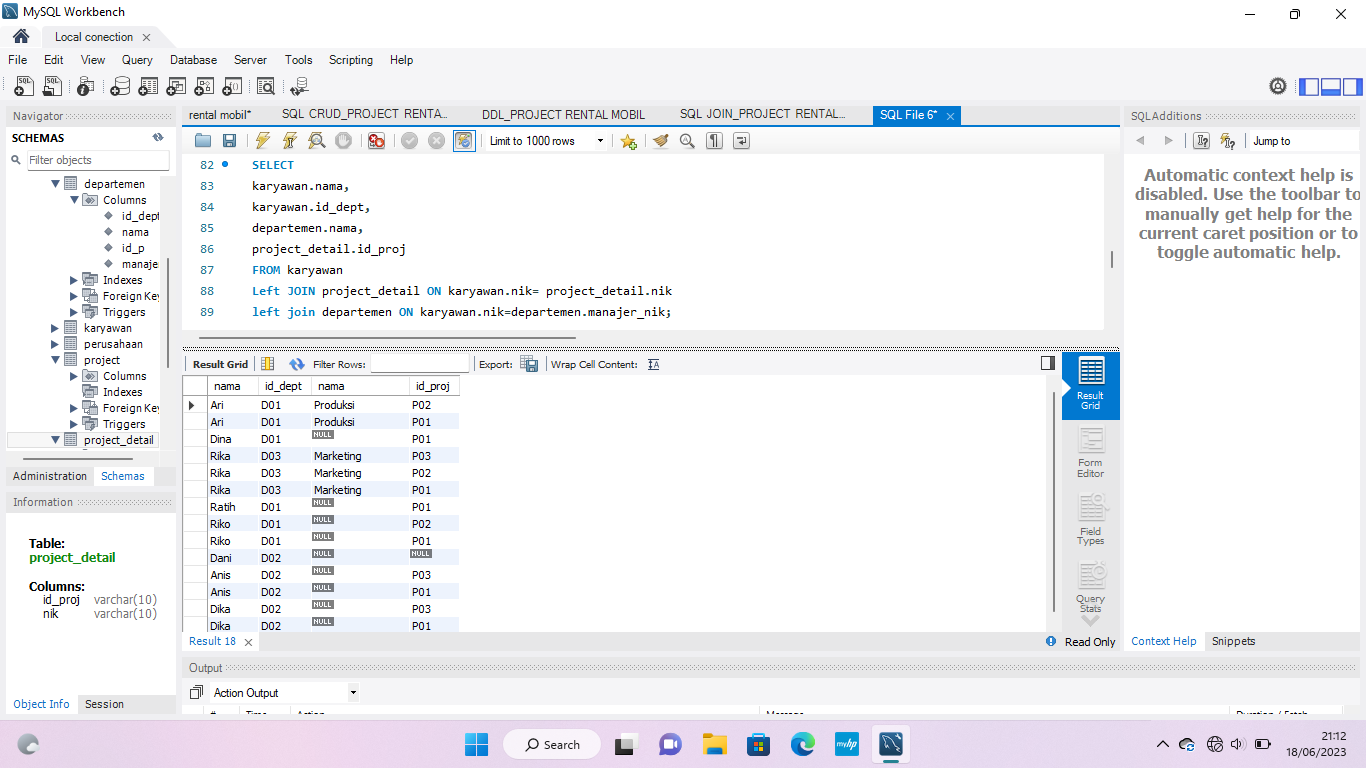 MySQL Workbench
Local conection
File Edit View Query Database Server Tools Scripting Help
Navigator
SCHEMAS
Filter objects
departemen
Columns
id_dept
nama
id_p
manajer
Indexes
Foreign Key
Triggers
karyawan
perusahaan
project
Columns
Indexes
Foreign Key
Triggers
project_detail
Administration Schemas
Information
Table:
project_detail
Columns:
id_proj varchar(10)
nik varchar(10)
Object Info Session
rental mobil* SQL CRUD_PROJECT RENTA... DDL_PROJECT RENTAL MOBIL SQL JOIN_PROJECT RENTAL... SQL File 6*
Limit to 1000 rows
82 SELECT
83 karyawan.nama,
84 karyawan.id_dept,
85 departemen.nama,
86 project_detail.id_proj
87 FROM karyawan
88 Left JOIN project_detail ON karyawan.nik= project_detail.nik
89 left join departemen ON karyawan.nik=departemen.manajer_nik;
Result Grid Filter Rows: Export: Wrap Cell Content:
nama id_dept nama id_proj
Ari D01 Produksi P02
Ari D01 Produksi P01
Dina D01 NULL P01
Rika D03 Marketing P03
Rika D03 Marketing P02
Rika D03 Marketing P01
Ratih D01 NULL P01
Riko D01 NULL P02
Riko D01 NULL P01
Dani D02 NULL NULL
Anis D02 NULL P03
Anis D02 NULL P01
Dika D02 NULL P03
Dika D02 NULL P01
Result Grid
Form Editor
Field Types
Query Stats
Result 18
Read Only
Output
Action Output
# Time Action Message Duration / Fetch
SQLAdditions
Jump to
Automatic context help is
disabled. Use the toolbar to
manually get help for the
current caret position or to
toggle automatic help.
Context Help Snippets
Search
myhp
21:12
18/06/2023